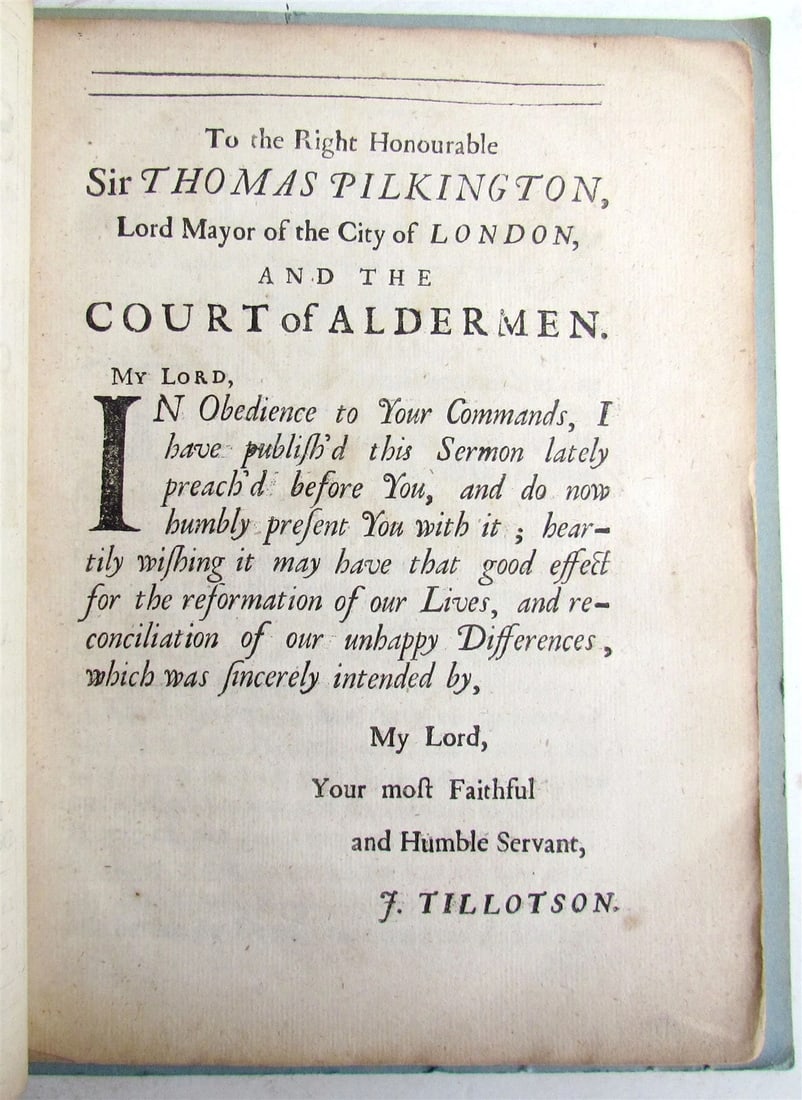 To the Right Honourable
Sir THOMAS PILKINGTON,
Lord Mayor of the City of LONDON,
AND THE
COURT of ALDERMEN.
MY LORD,
IN Obedience to Your Commands, I
have publiſh'd this Sermon lately
preach'd before You, and do now
humbly preſent You with it ; hear-
tily wiſhing it may have that good effect
for the reformation of our Lives, and re-
conciliation of our unhappy Differences,
which was ſincerely intended by,
My Lord,
Your moſt Faithful
and Humble Servant,
J. TILLOTSON.